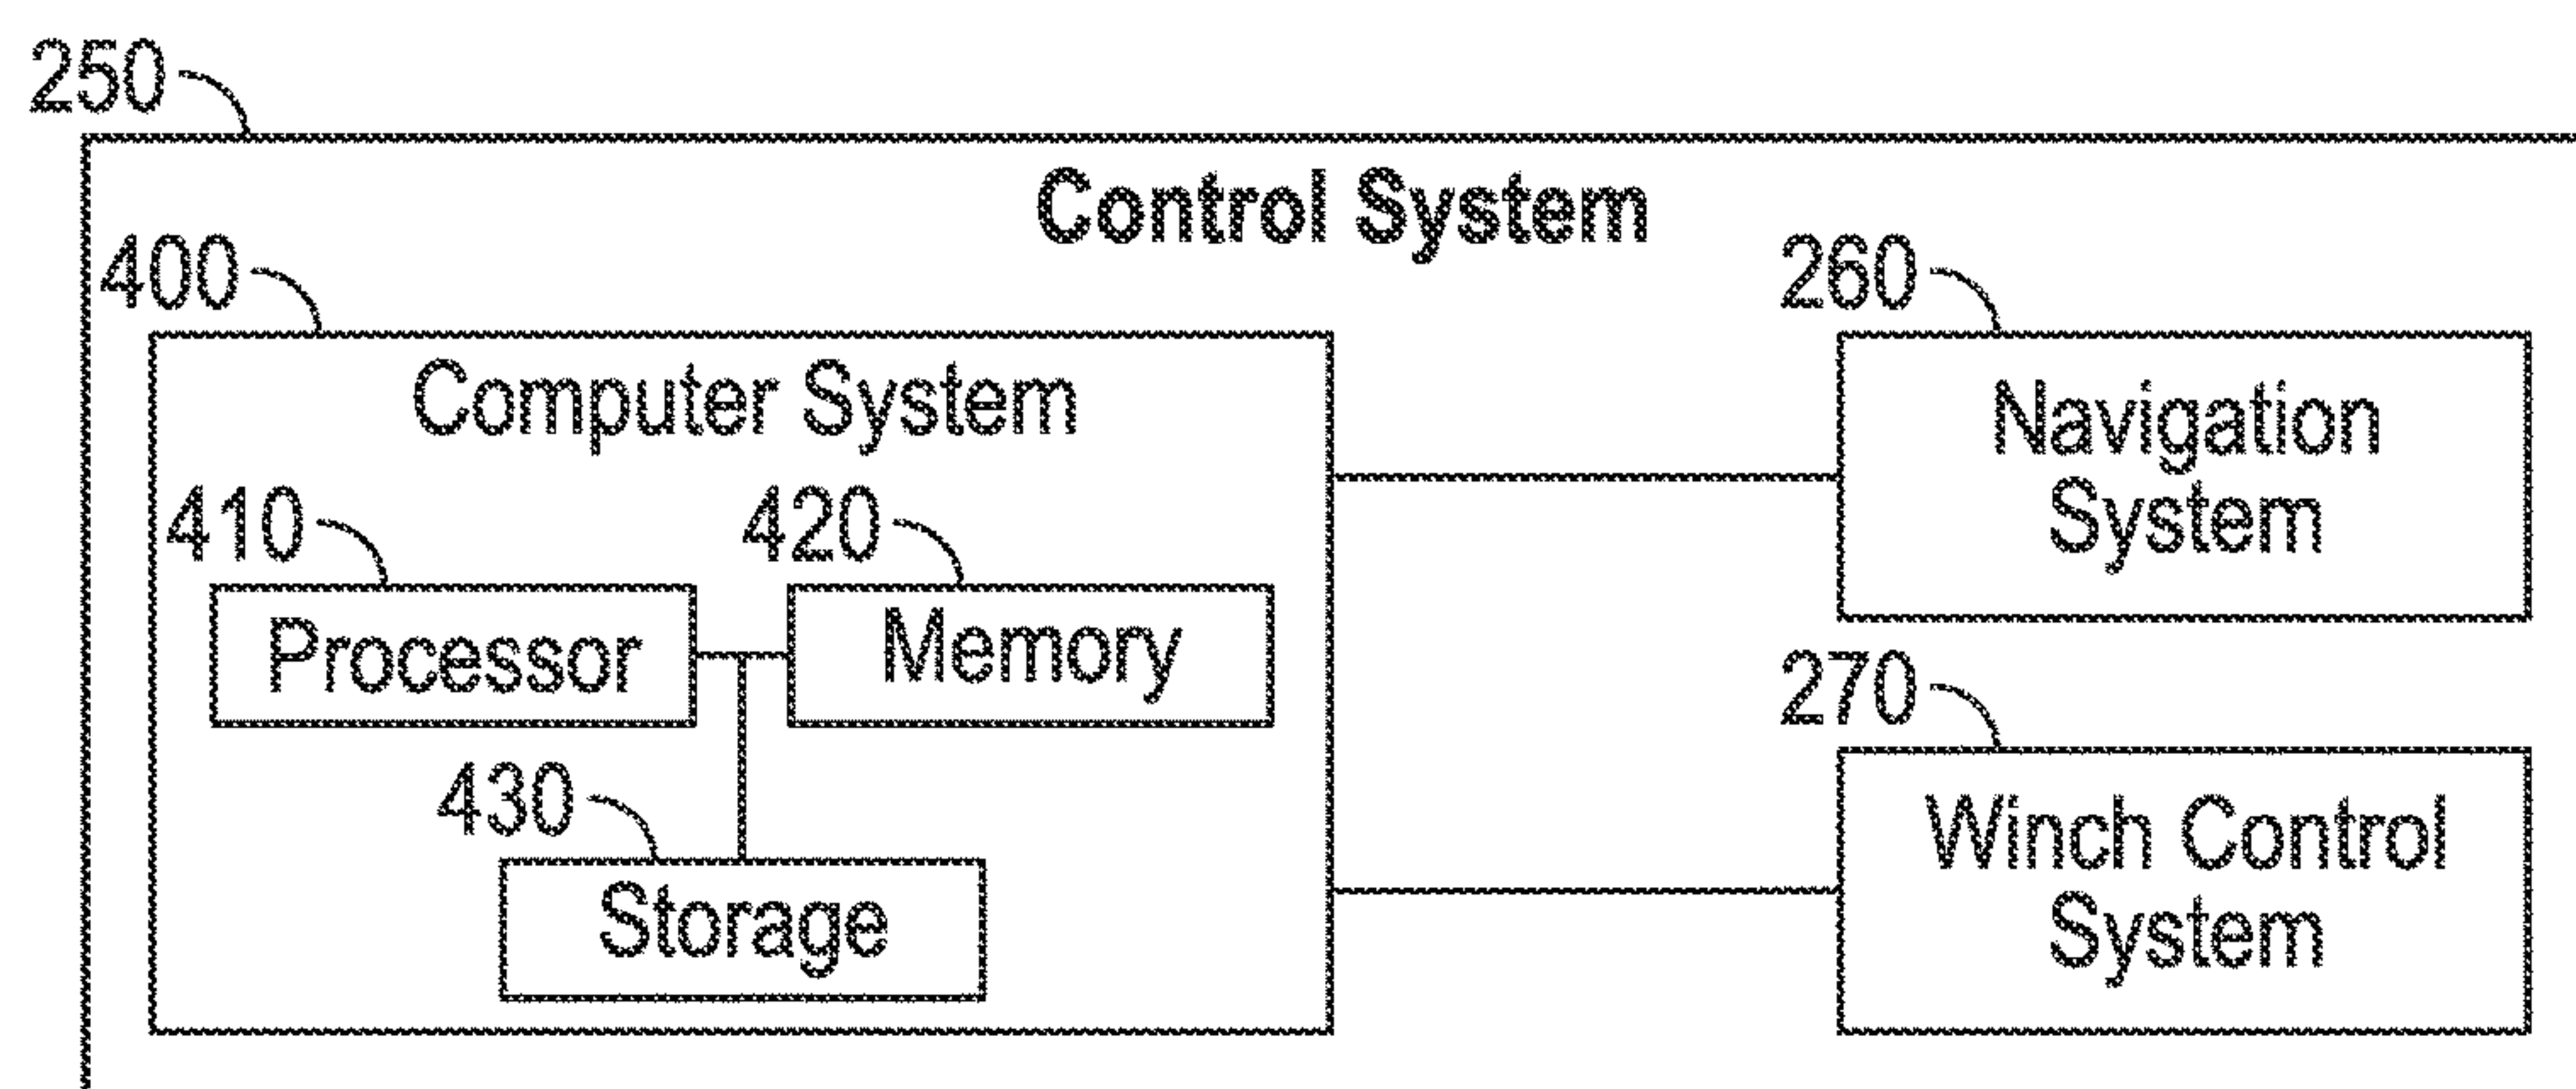 250
Control System
400
260
Computer System
Navigation
System
410
420
Processor
Memory
270
430
Winch Control
System
Storage